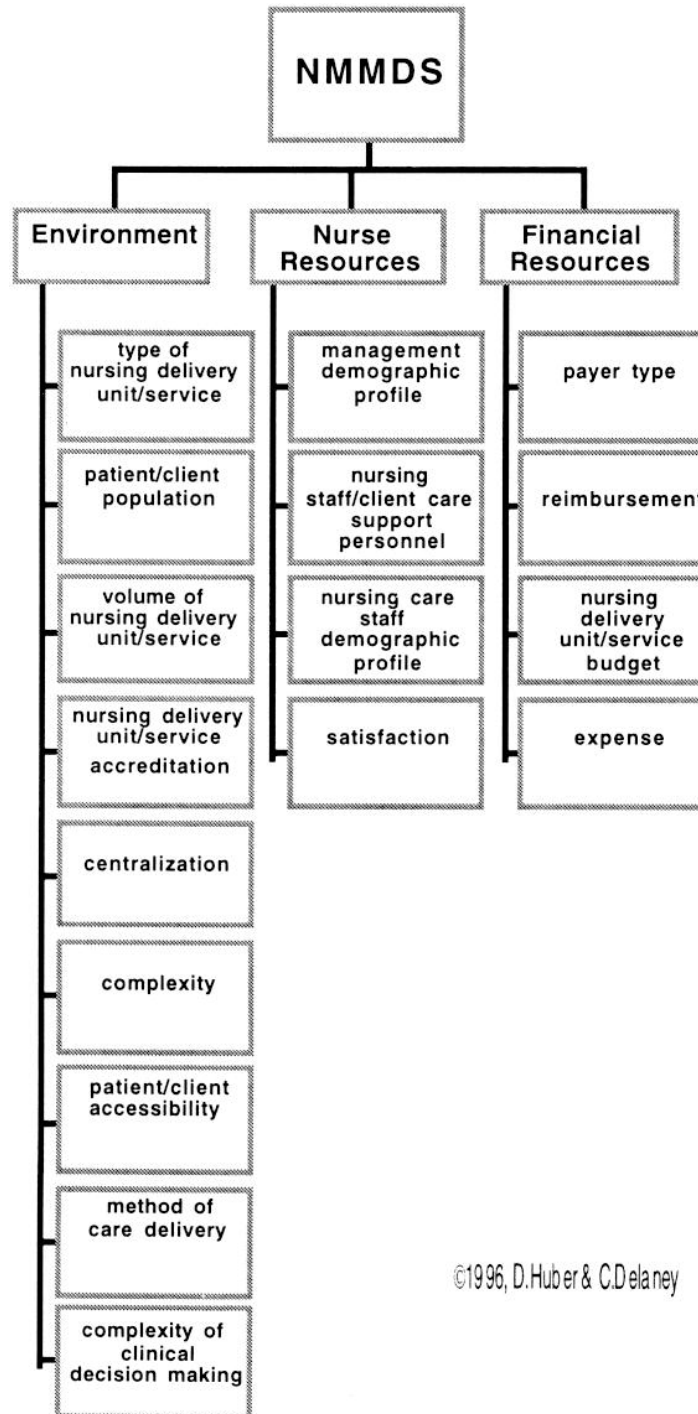 NMMDS
Environment
Nurse
Resources
Financial
Resources
type of
nursing delivery
unit/service
patient/client
population
volume of
nursing delivery
unit/service
nursing delivery
unit/service
accreditation
centralization
complexity
patient/client
accessibility
method of
care delivery
complexity of
clinical
decision making
management
demographic
profile
nursing
staff/client care
support
personnel
nursing care
staff
demographic
profile
satisfaction
payer type
reimbursement
nursing
delivery
unit/service
budget
expense
©1996, D.Huber & C.Delaney